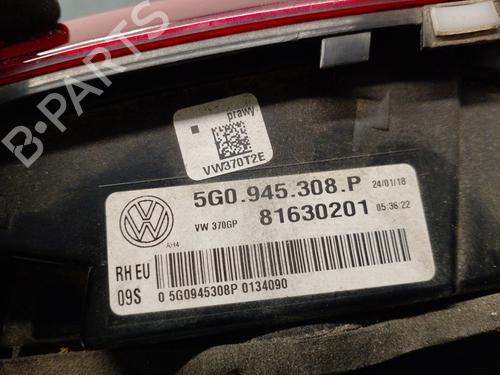 B-Parts
prawy
VW370T2E
5G0.945.308.P 24/01/18
VW 370GP 81630201 05:36:22
AH4
RH EU
09S 0 5G0945308P 0134090